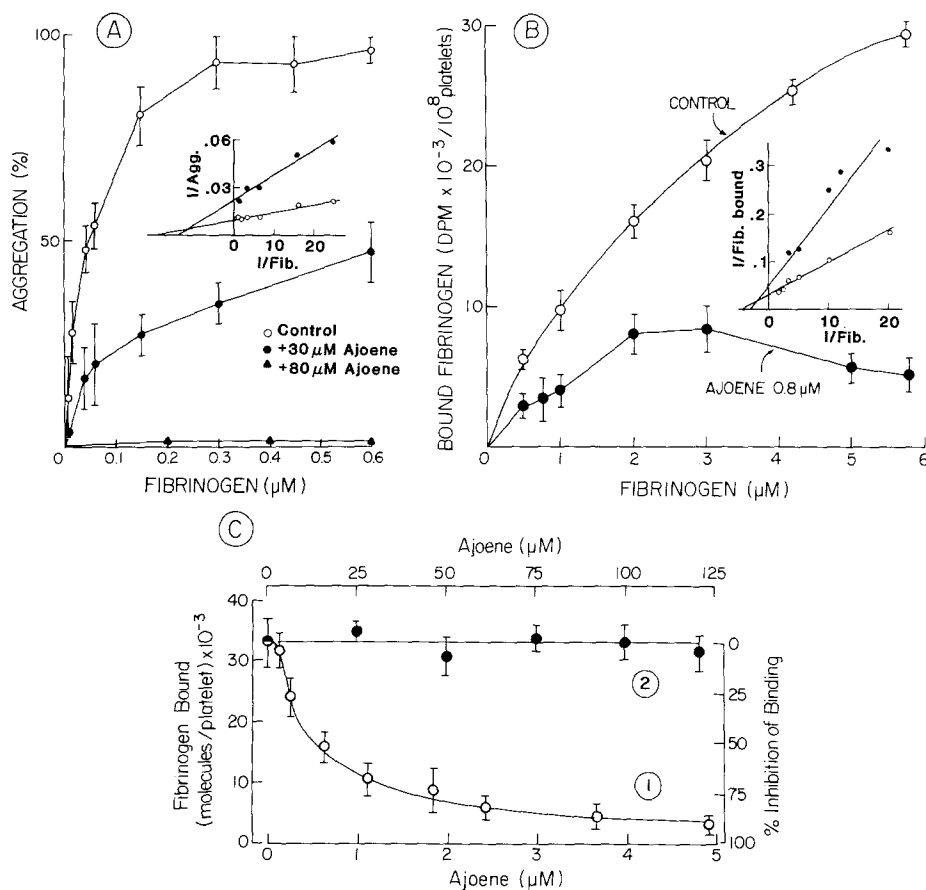 A
AGGREGATION (%)
100
50
0
0.1
0.2
0.3
0.4
0.5
0.6
FIBRINOGEN (μM)
I/Agg.
.06
.03
0
10
20
I/Fib.
Control
+30 μM Ajoene
+80 μM Ajoene
B
BOUND FIBRINOGEN (DPM x 10⁻³/10⁸ platelets)
30
20
10
0
1
2
3
4
5
6
FIBRINOGEN (μM)
CONTROL
AJOENE 0.8 μM
I/Fib. bound
0.3
.2
0.1
0
10
20
I/Fib.
C
Ajoene (μM)
0
25
50
75
100
125
Fibrinogen Bound
(molecules/platelet) x10⁻³
40
30
20
10
0
2
1
0
25
50
75
100
% Inhibition of Binding
0
1
2
3
4
5
Ajoene (μM)